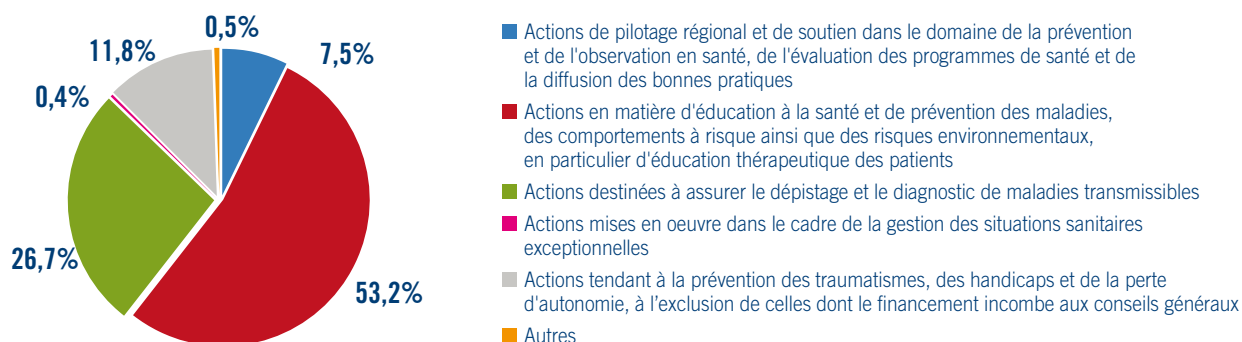 0,5%
7,5%
11,8%
0,4%
26,7%
53,2%
Actions de pilotage régional et de soutien dans le domaine de la prévention
et de l'observation en santé, de l'évaluation des programmes de santé et de
la diffusion des bonnes pratiques
Actions en matière d'éducation à la santé et de prévention des maladies,
des comportements à risque ainsi que des risques environnementaux,
en particulier d'éducation thérapeutique des patients
Actions destinées à assurer le dépistage et le diagnostic de maladies transmissibles
Actions mises en oeuvre dans le cadre de la gestion des situations sanitaires
exceptionnelles
Actions tendant à la prévention des traumatismes, des handicaps et de la perte
d'autonomie, à l’exclusion de celles dont le financement incombe aux conseils généraux
Autres